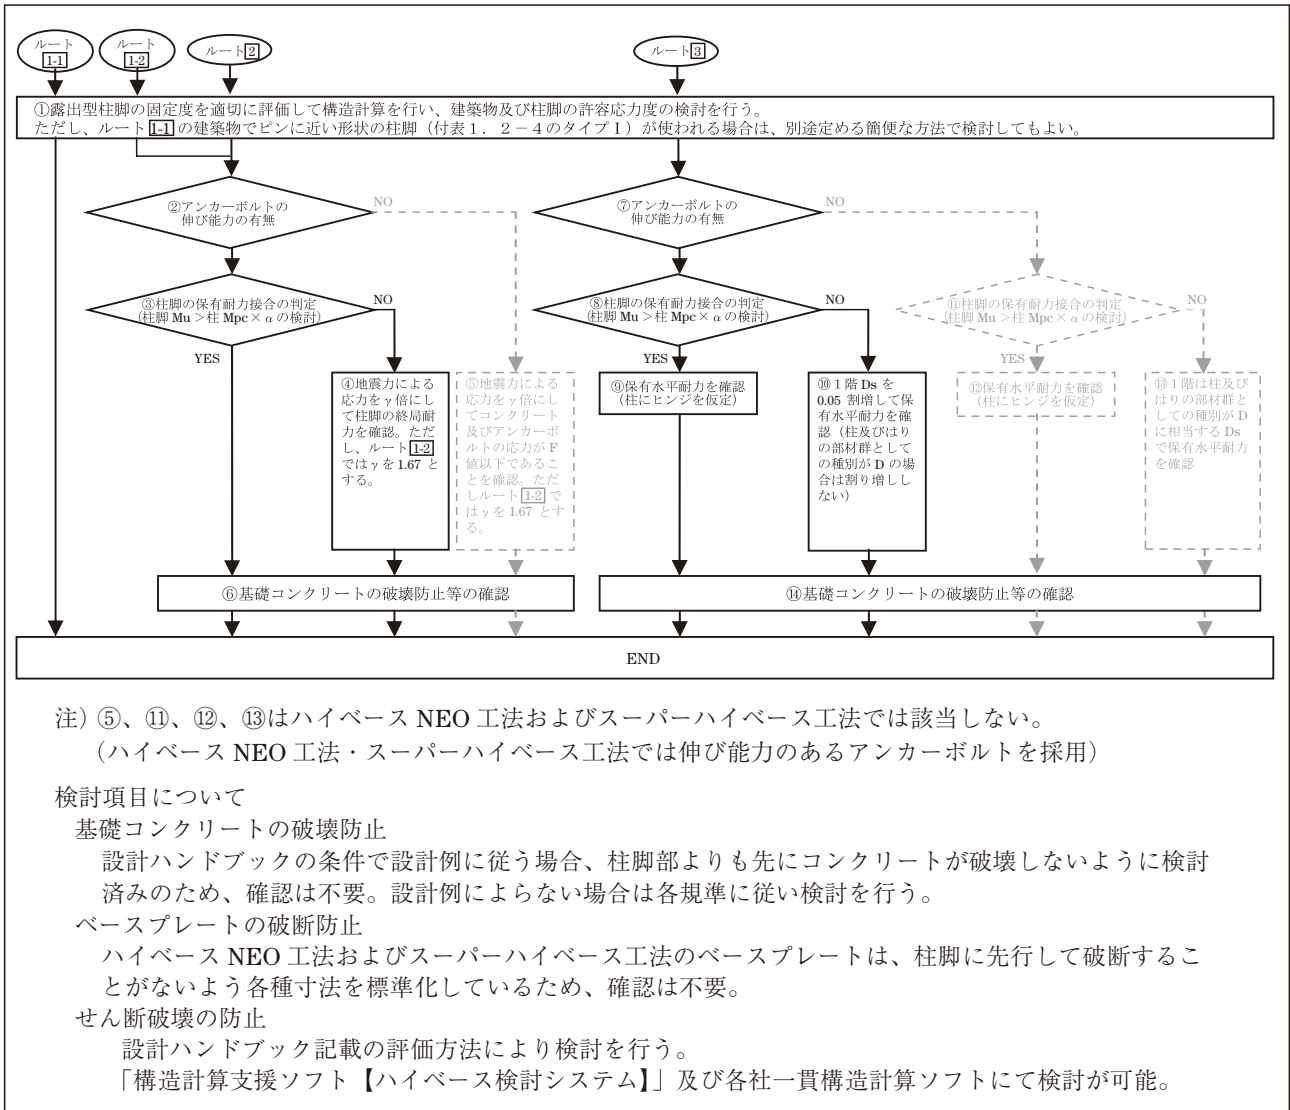 ルート
1-1
ルート
1-2
ルート2
ルート3
①露出型柱脚の固定度を適切に評価して構造計算を行い、建築物及び柱脚の許容応力度の検討を行う。
ただし、ルート1-1の建築物でピンに近い形状の柱脚（付表１．２－４のタイプⅠ）が使われる場合は、別途定める簡便な方法で検討してもよい。
②アンカーボルトの
伸び能力の有無
NO
⑦アンカーボルトの
伸び能力の有無
NO
③柱脚の保有耐力接合の判定
(柱脚 Mu＞柱 Mpc× α の検討)
NO
YES
⑧柱脚の保有耐力接合の判定
(柱脚 Mu＞柱 Mpc× α の検討)
NO
YES
⑪柱脚の保有耐力接合の判定
(柱脚 Mu＞柱 Mpc× α の検討)
NO
YES
④地震力による
応力をγ倍にし
て柱脚の終局耐
力を確認。ただ
し、ルート1-2
ではγを 1.67 と
する。
⑤地震力による
応力をγ倍にし
てコンクリート
及びアンカーボ
ルトの応力が F
値以下であるこ
とを確認。ただ
しルート1-2で
はγを 1.67 とす
る。
⑨保有水平耐力を確認
（柱にヒンジを仮定）
⑩１階 Ds を
0.05 割増して保
有水平耐力を確
認（柱及びはり
の部材群として
の種別が D の場
合は割り増しし
ない）
⑫保有水平耐力を確認
（柱にヒンジを仮定）
⑬１階は柱及び
はりの部材群と
しての種別が D
に相当する Ds
で保有水平耐力
を確認
⑥基礎コンクリートの破壊防止等の確認
⑭基礎コンクリートの破壊防止等の確認
END
注）⑤、⑪、⑫、⑬はハイベース NEO 工法およびスーパーハイベース工法では該当しない。
（ハイベース NEO 工法・スーパーハイベース工法では伸び能力のあるアンカーボルトを採用）
検討項目について
基礎コンクリートの破壊防止
設計ハンドブックの条件で設計例に従う場合、柱脚部よりも先にコンクリートが破壊しないように検討
済みのため、確認は不要。設計例によらない場合は各規準に従い検討を行う。
ベースプレートの破断防止
ハイベース NEO 工法およびスーパーハイベース工法のベースプレートは、柱脚に先行して破断するこ
とがないよう各種寸法を標準化しているため、確認は不要。
せん断破壊の防止
設計ハンドブック記載の評価方法により検討を行う。
「構造計算支援ソフト【ハイベース検討システム】」及び各社一貫構造計算ソフトにて検討が可能。